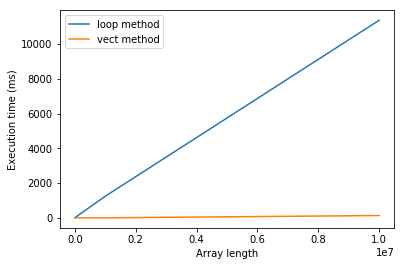 loop method
vect method
Execution time (ms)
10000
8000
6000
4000
2000
0
0.0 0.2 0.4 0.6 0.8 1.0
1e7
Array length